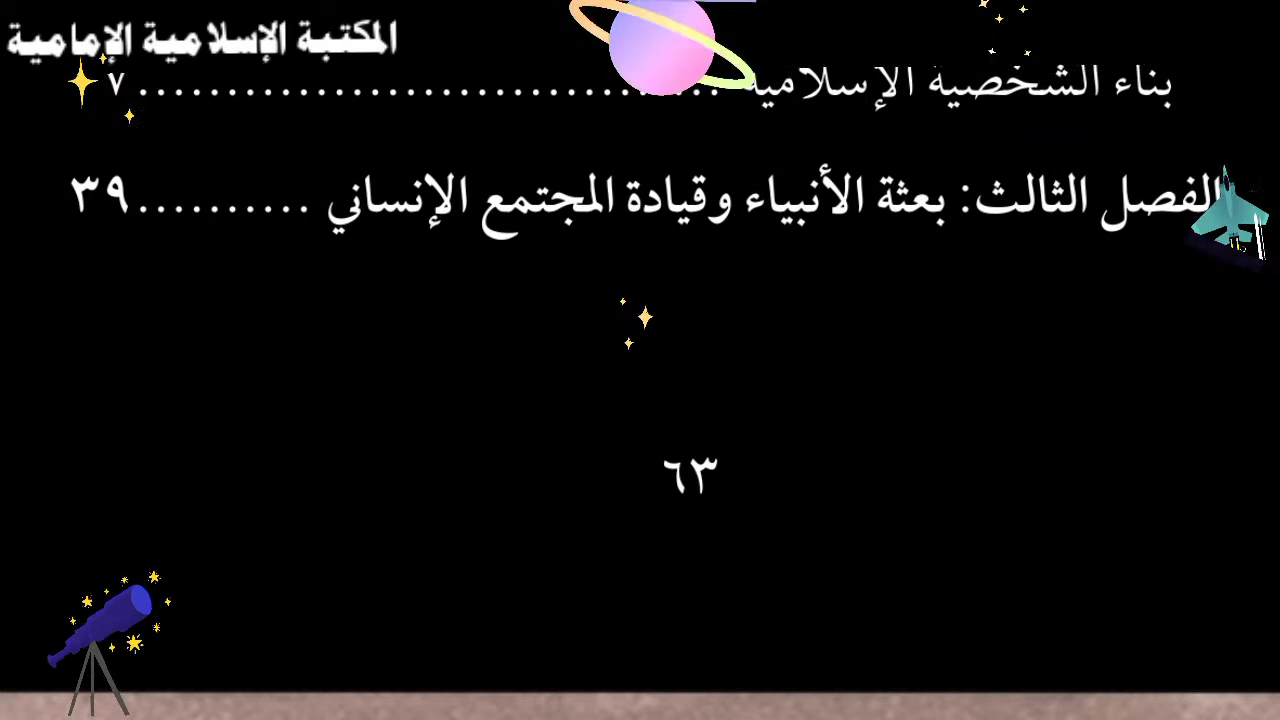 المكتبة الإسلامية الإمامية
بناء الشخصية الإسلامية ................................ ٧
الفصل الثالث: بعثة الأنبياء وقيادة المجتمع الإنساني .......... ٣٩
٦٣